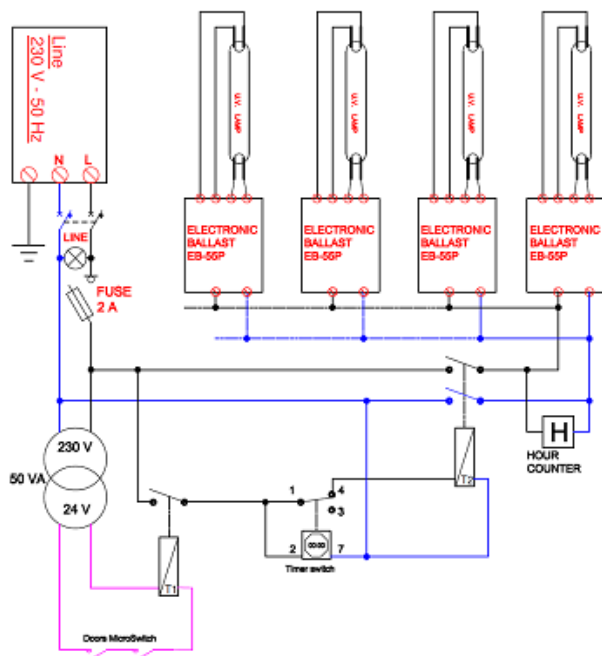 Line
230 V - 50 Hz
N
L
LINE
FUSE
2 A
U.V. LAMP
U.V. LAMP
U.V. LAMP
U.V. LAMP
ELECTRONIC
BALLAST
EB-55P
ELECTRONIC
BALLAST
EB-55P
ELECTRONIC
BALLAST
EB-55P
ELECTRONIC
BALLAST
EB-55P
230 V
50 VA
24 V
H
HOUR
COUNTER
1
4
3
T2
2
00:00
7
Timer switch
T1
Doors MicroSwitch